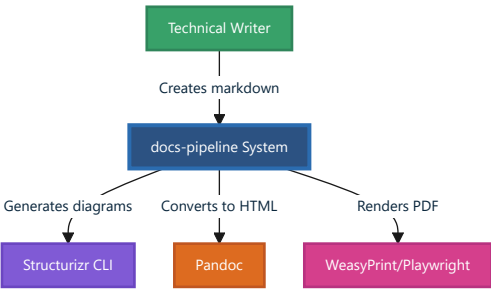 Technical Writer
Creates markdown
docs-pipeline System
Generates diagrams
Converts to HTML
Renders PDF
Structurizr CLI
Pandoc
WeasyPrint/Playwright